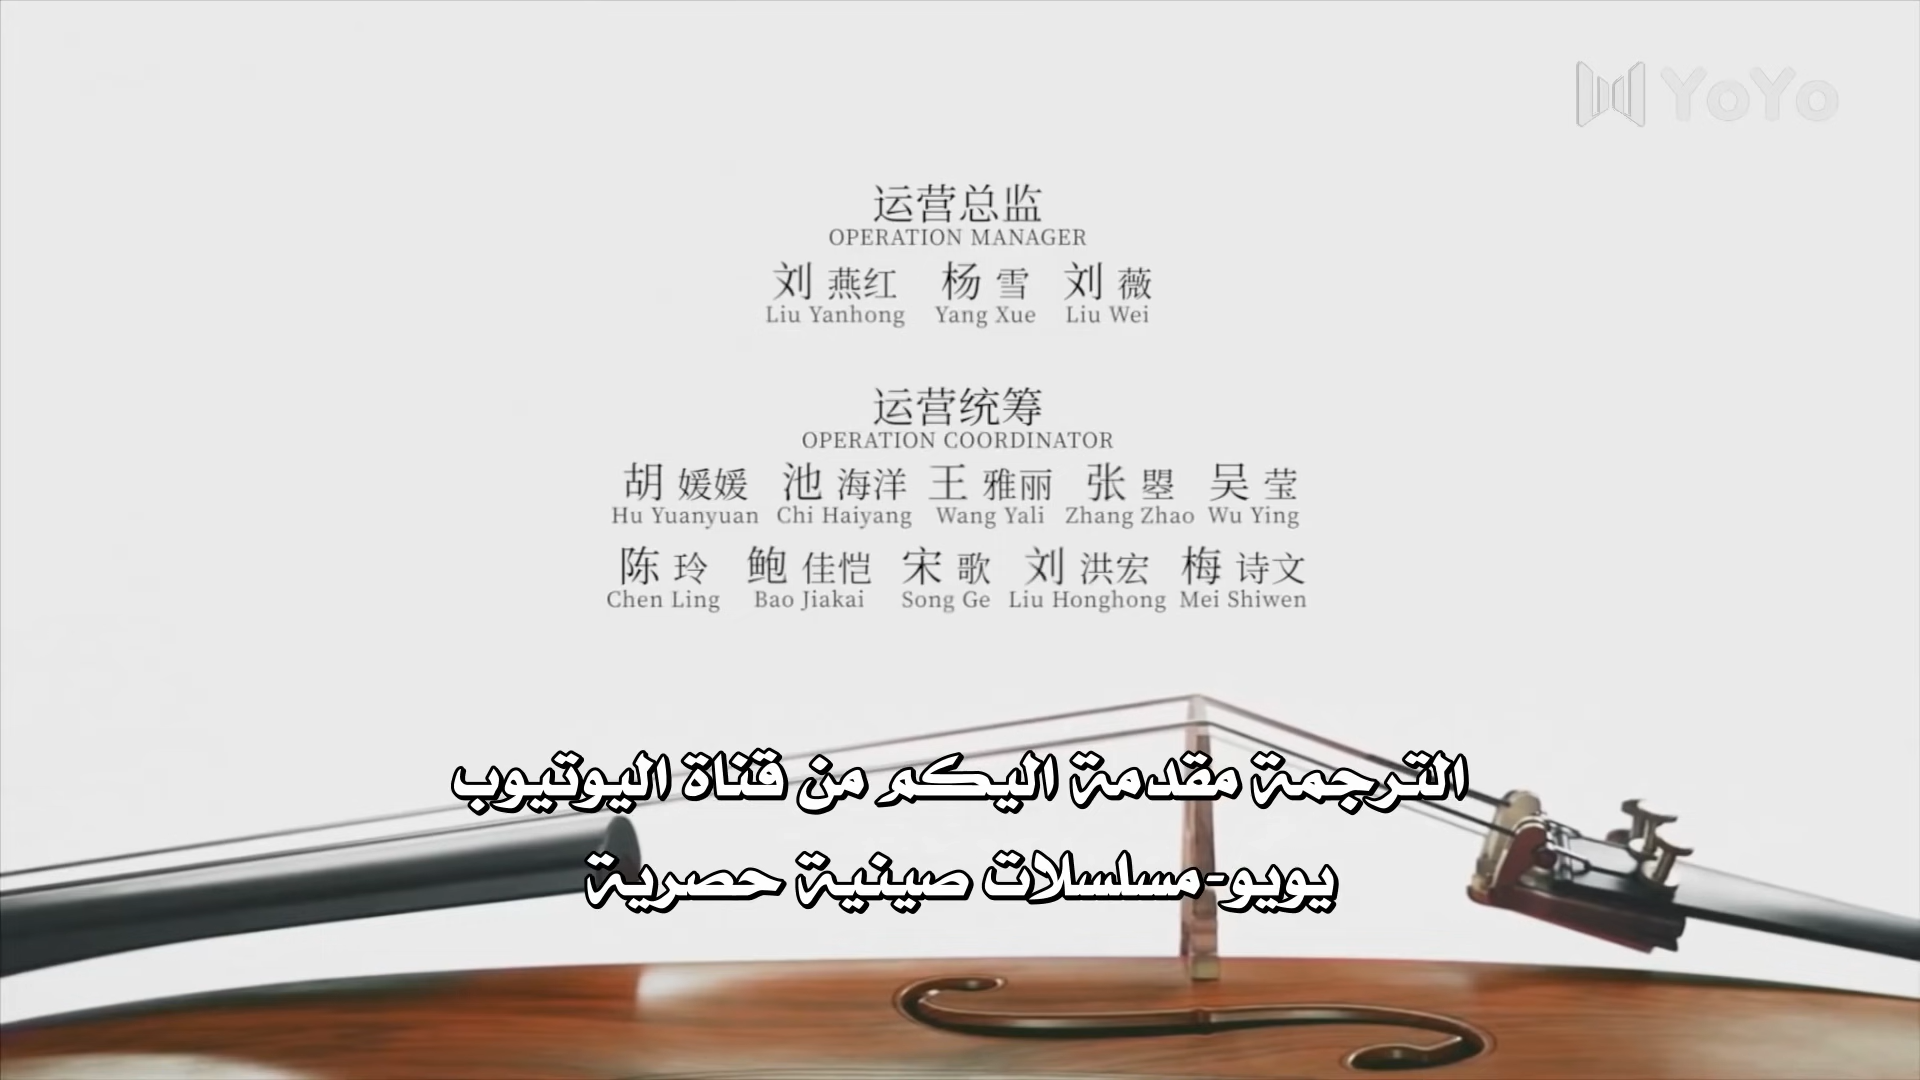 YoYo
运营总监
OPERATION MANAGER
刘 燕红 杨 雪 刘 薇
Liu Yanhong Yang Xue Liu Wei
运营统筹
OPERATION COORDINATOR
胡 媛媛 池 海洋 王 雅丽 张 曌 吴 莹
Hu Yuanyuan Chi Haiyang Wang Yali Zhang Zhao Wu Ying
陈 玲 鲍 佳恺 宋 歌 刘 洪宏 梅 诗文
Chen Ling Bao Jiakai Song Ge Liu Honghong Mei Shiwen
الترجمة مقدمة اليكم من قناة اليوتيوب
يويو-مسلسلات صينية حصرية